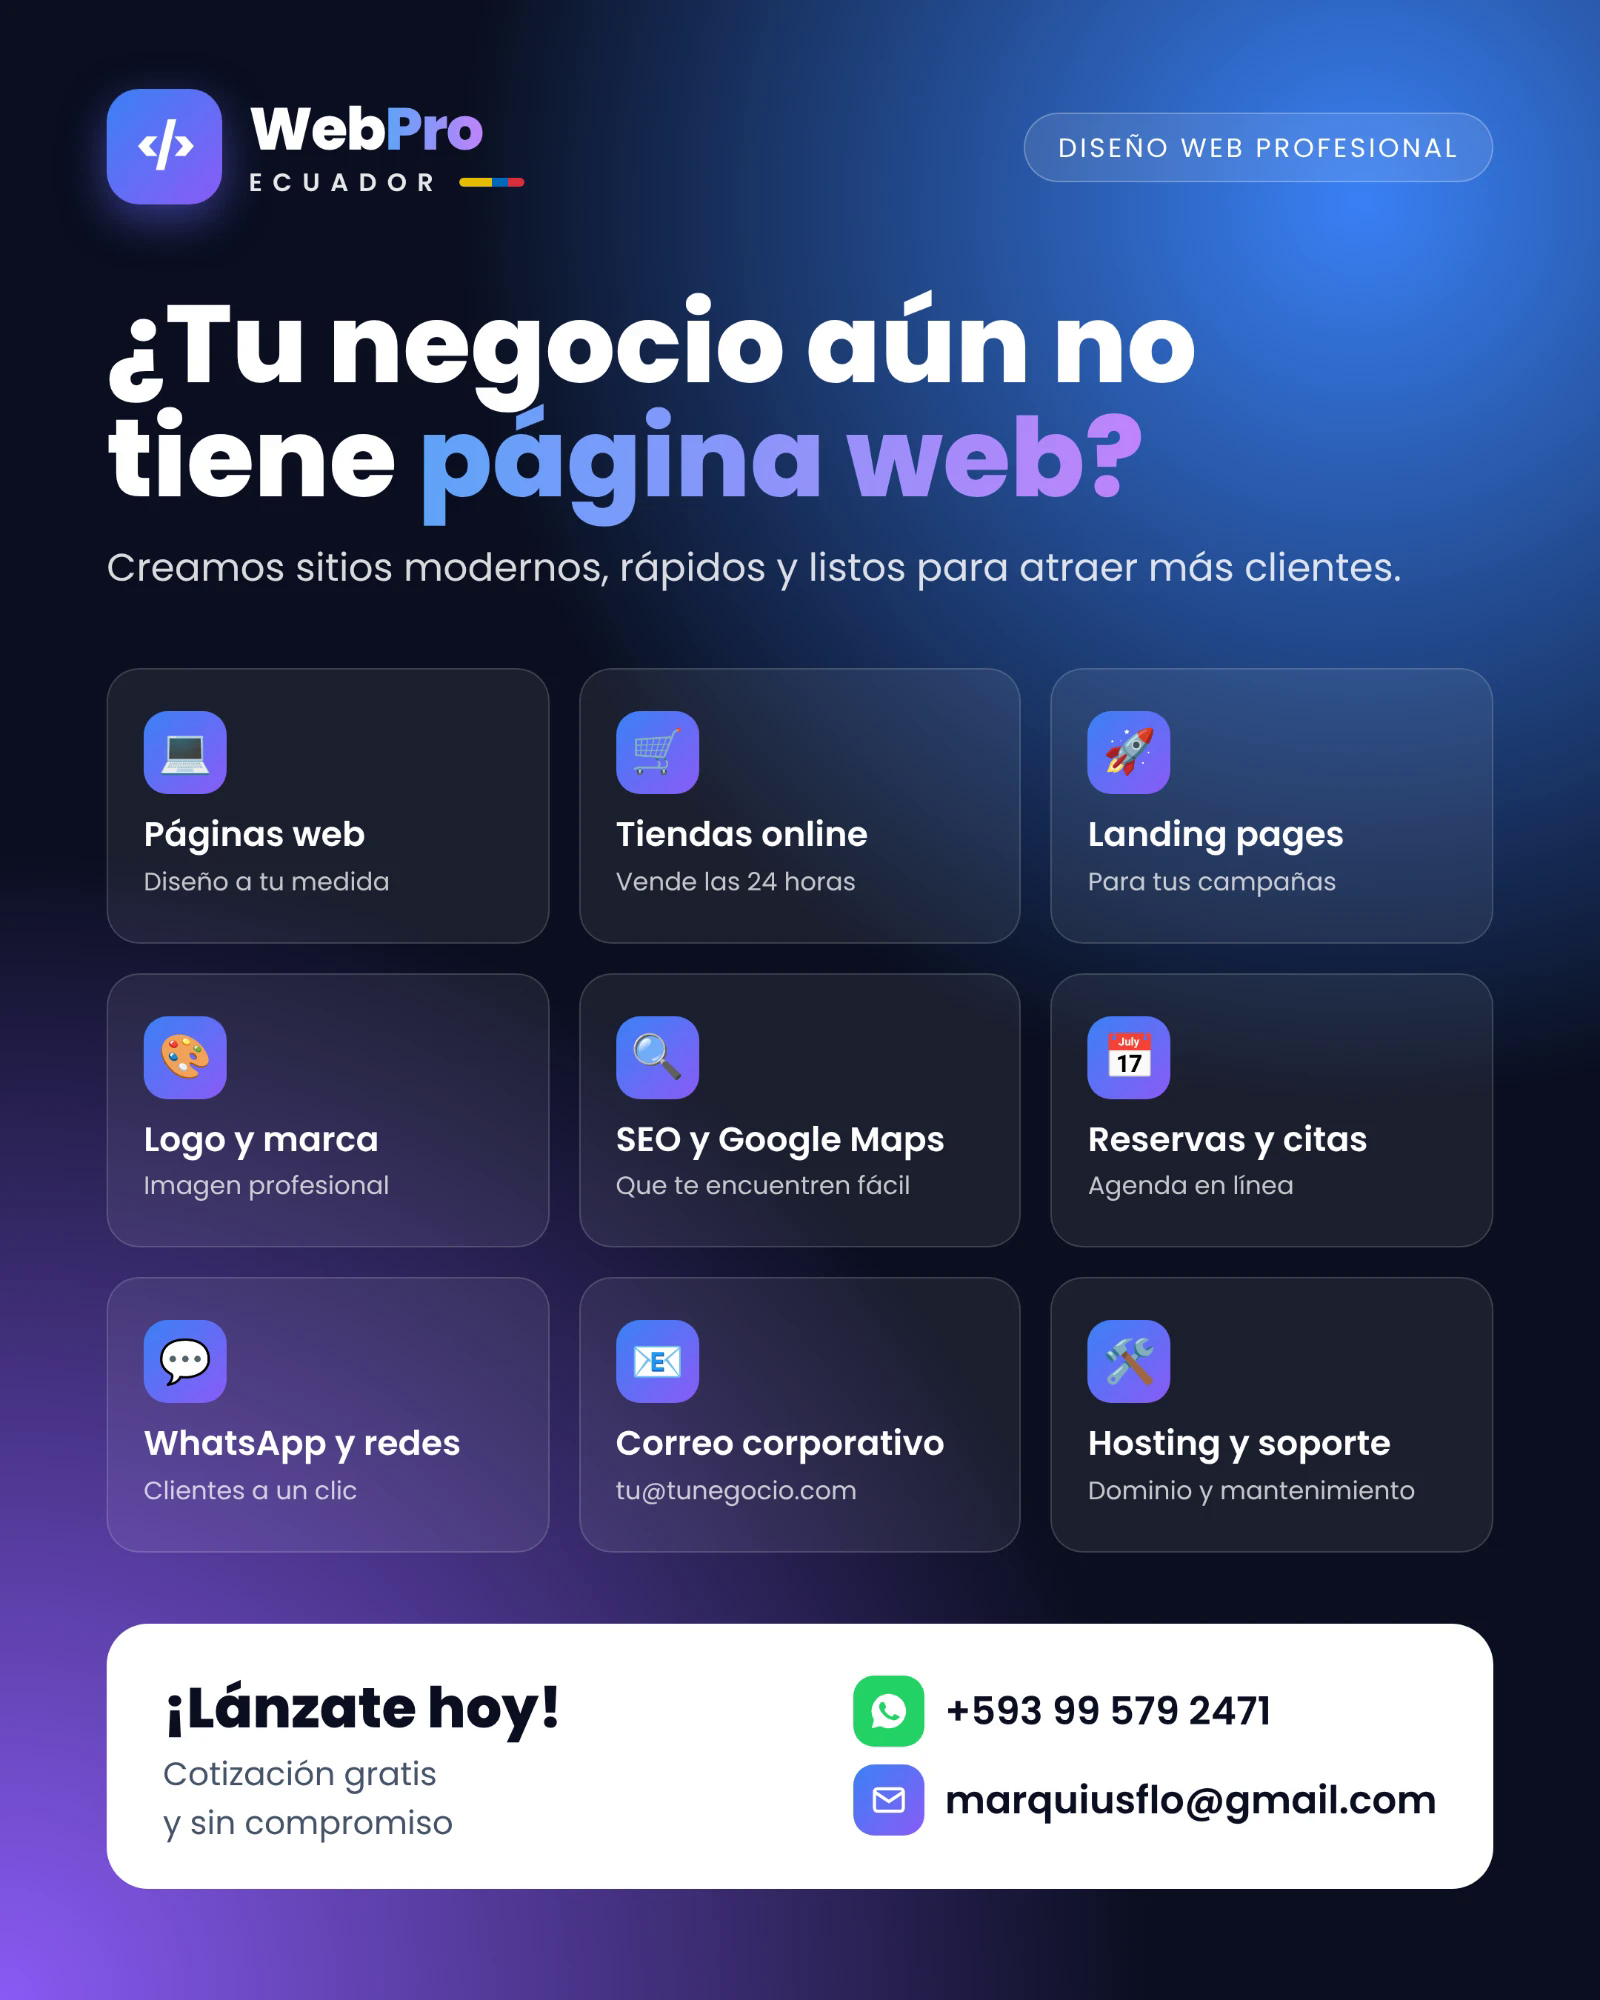 </>
WebPro
ECUADOR
DISEÑO WEB PROFESIONAL
¿Tu negocio aún no
tiene página web?
Creamos sitios modernos, rápidos y listos para atraer más clientes.
Páginas web
Diseño a tu medida
Tiendas online
Vende las 24 horas
Landing pages
Para tus campañas
Logo y marca
Imagen profesional
SEO y Google Maps
Que te encuentren fácil
July
17
Reservas y citas
Agenda en línea
WhatsApp y redes
Clientes a un clic
E
Correo corporativo
tu@tunegocio.com
Hosting y soporte
Dominio y mantenimiento
¡Lánzate hoy!
Cotización gratis
y sin compromiso
+593 99 579 2471
marquiusflo@gmail.com